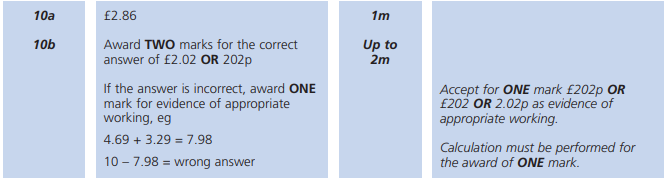 10a
£2.86
1m
10b
Award TWO marks for the correct
answer of £2.02 OR 202p
Up to
2m
If the answer is incorrect, award ONE
mark for evidence of appropriate
working, eg
4.69 + 3.29 = 7.98
10 – 7.98 = wrong answer
Accept for ONE mark £202p OR
£202 OR 2.02p as evidence of
appropriate working.
Calculation must be performed for
the award of ONE mark.